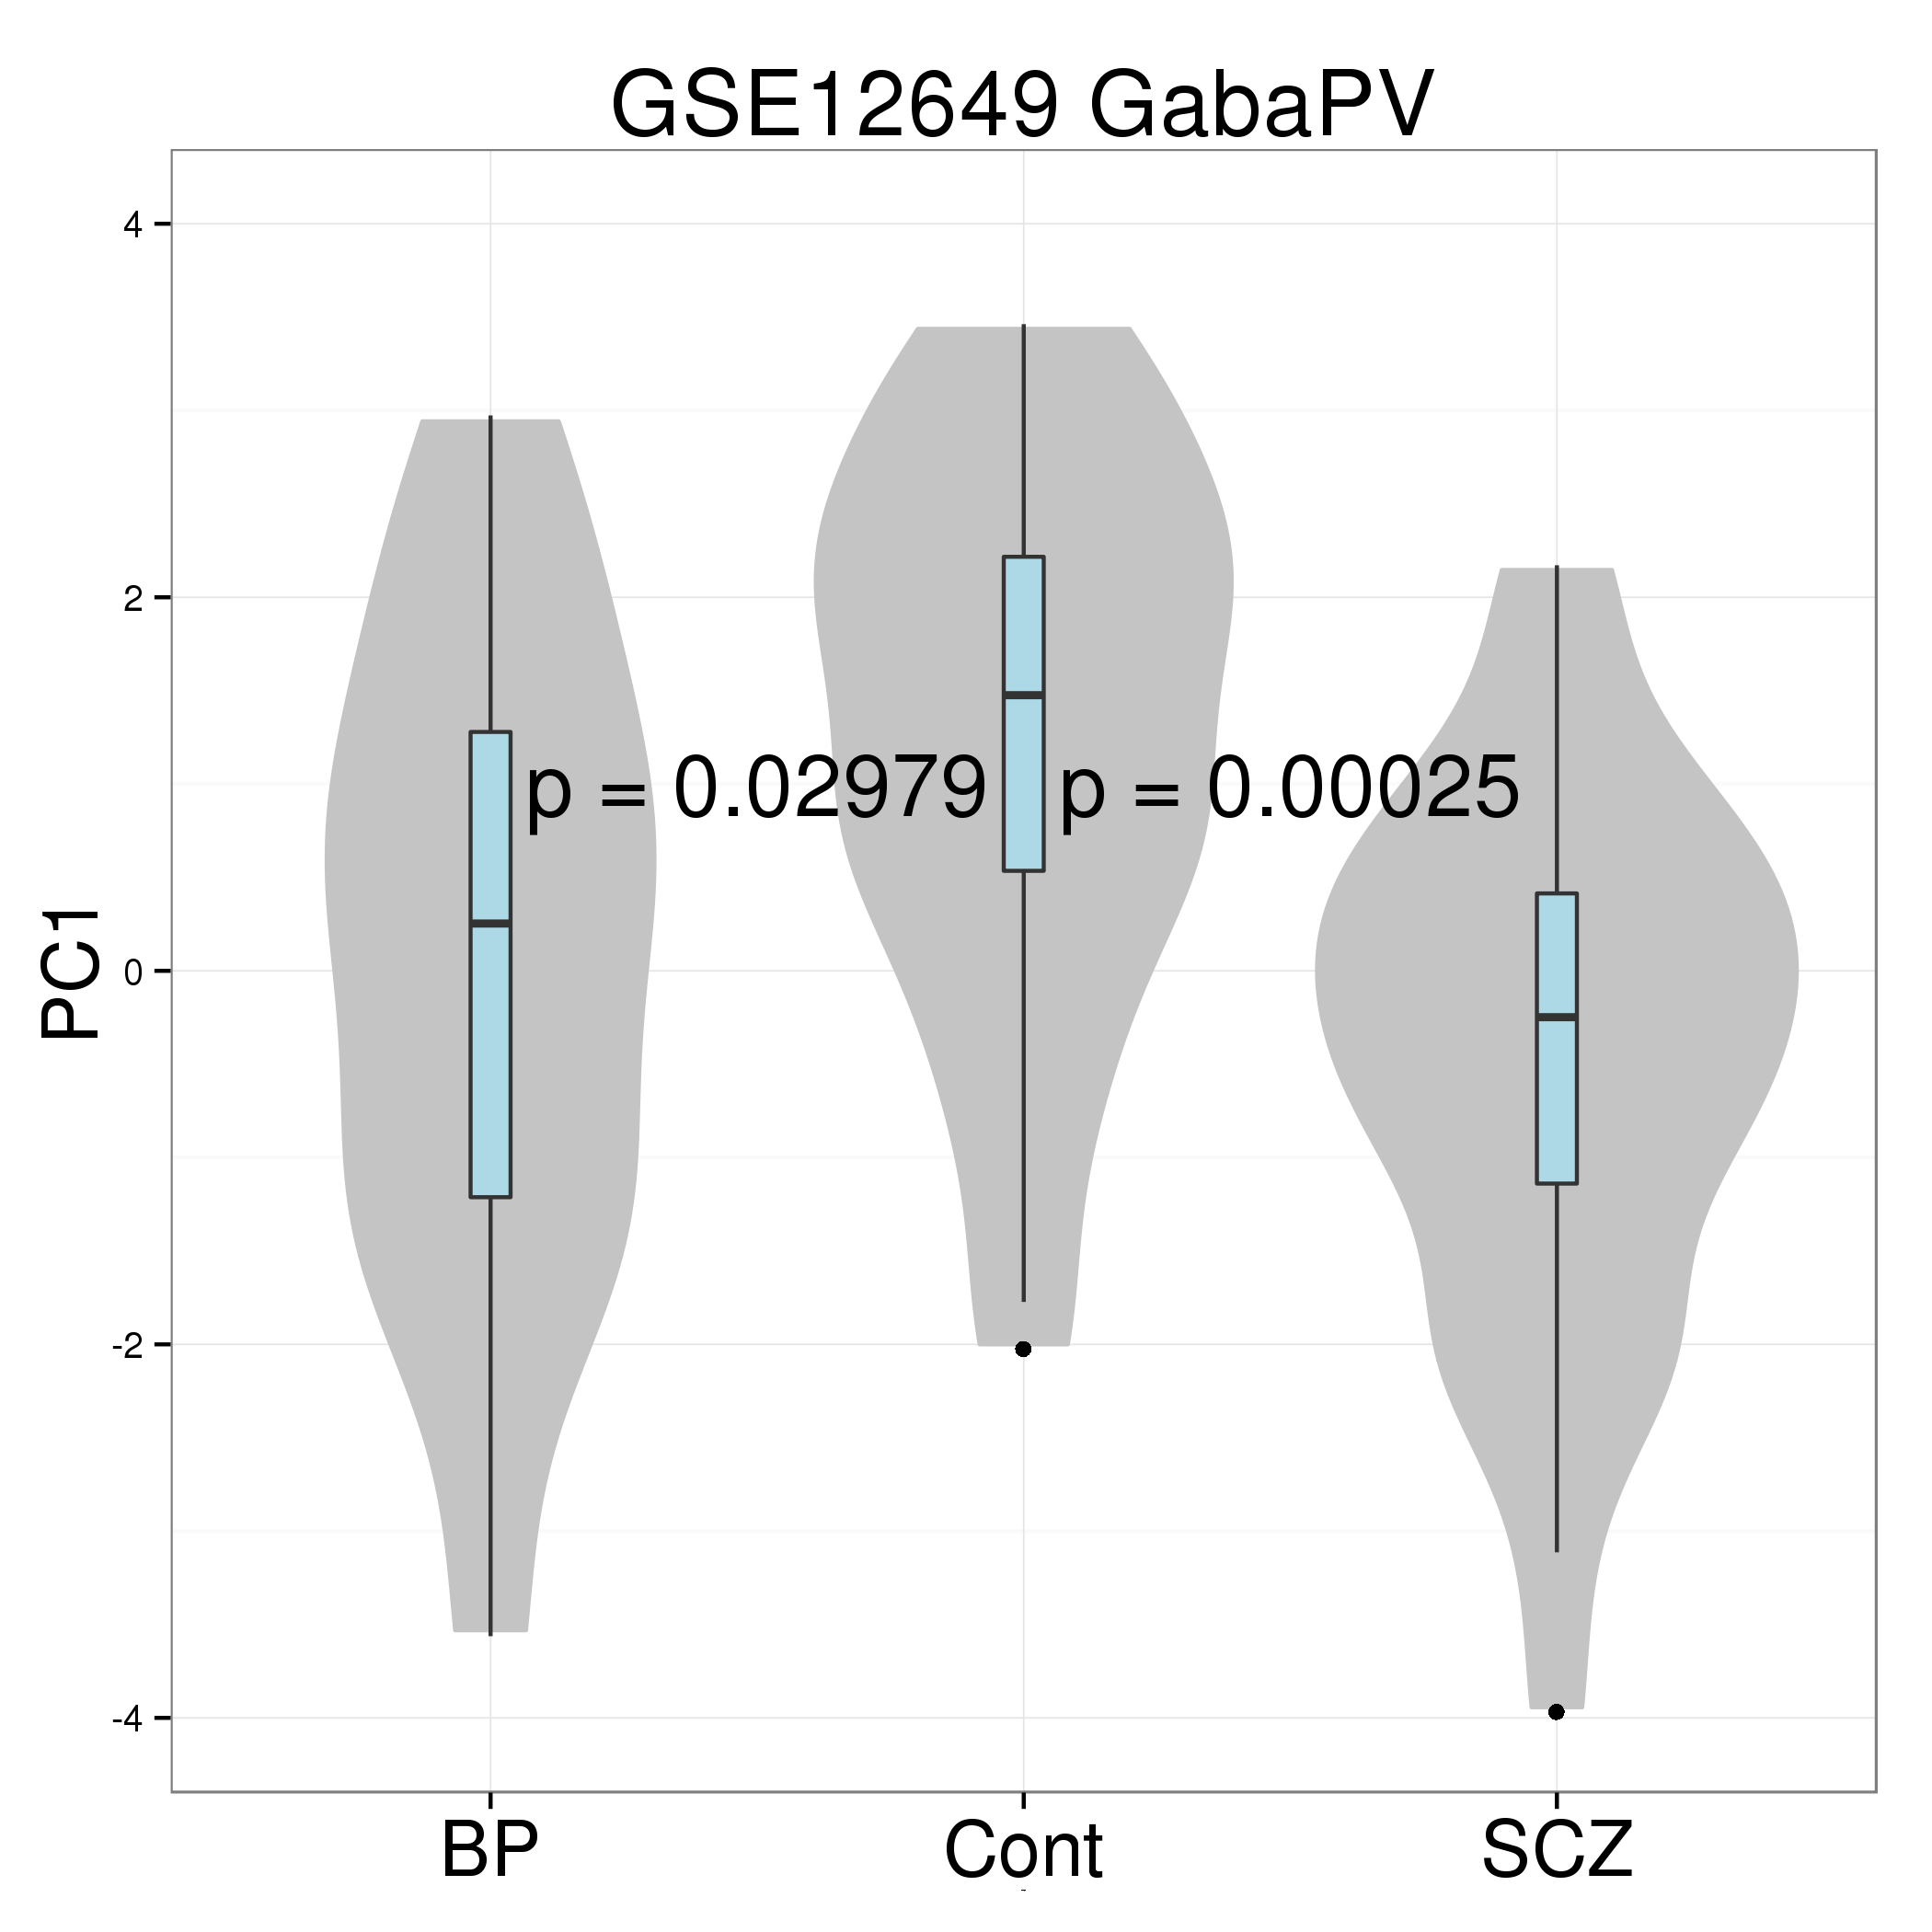 GSE12649 GabaPV
4
2
0
-2
-4
PC1
p = 0.02979 p = 0.00025
BP Cont SCZ